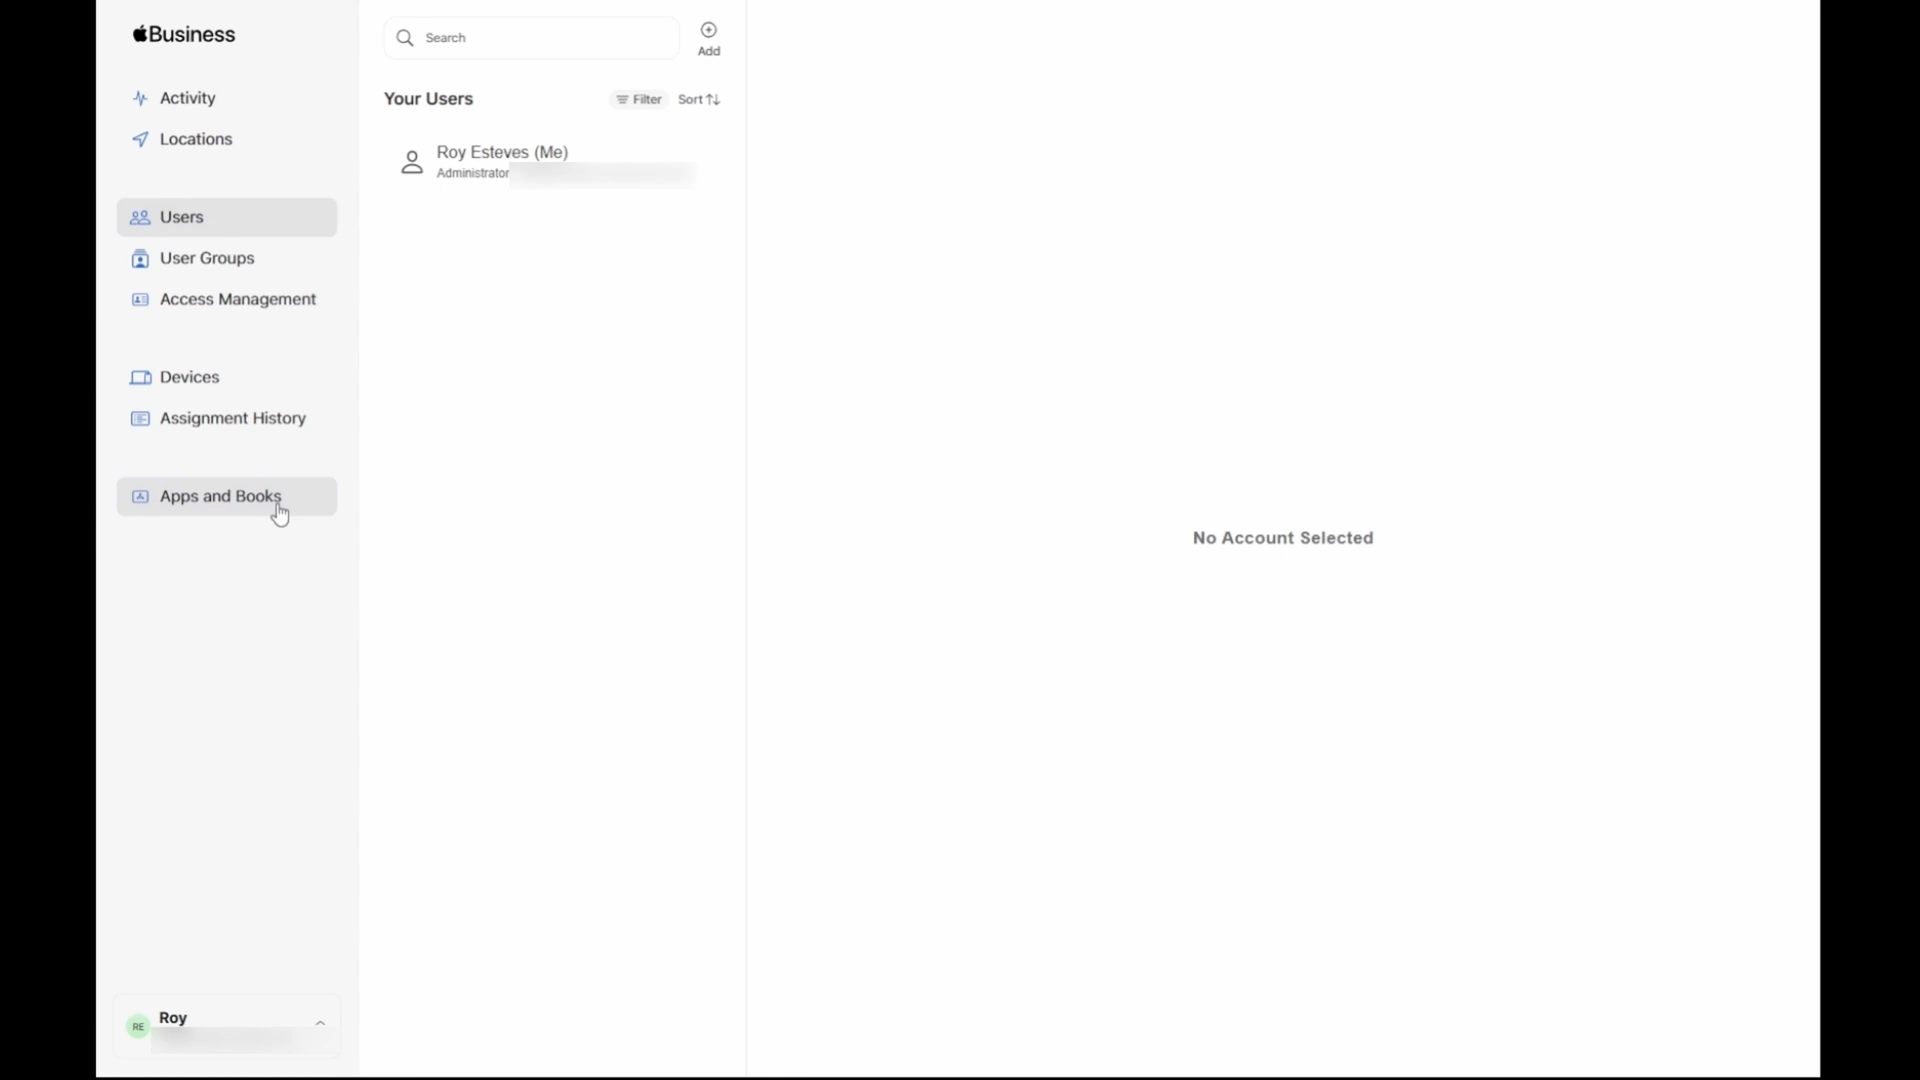 Business
Activity
Locations
Users
User Groups
Access Management
Devices
Assignment History
Apps and Books
RE
Roy
Search
Add
Your Users
Filter
Sort
Roy Esteves (Me)
Administrator
No Account Selected